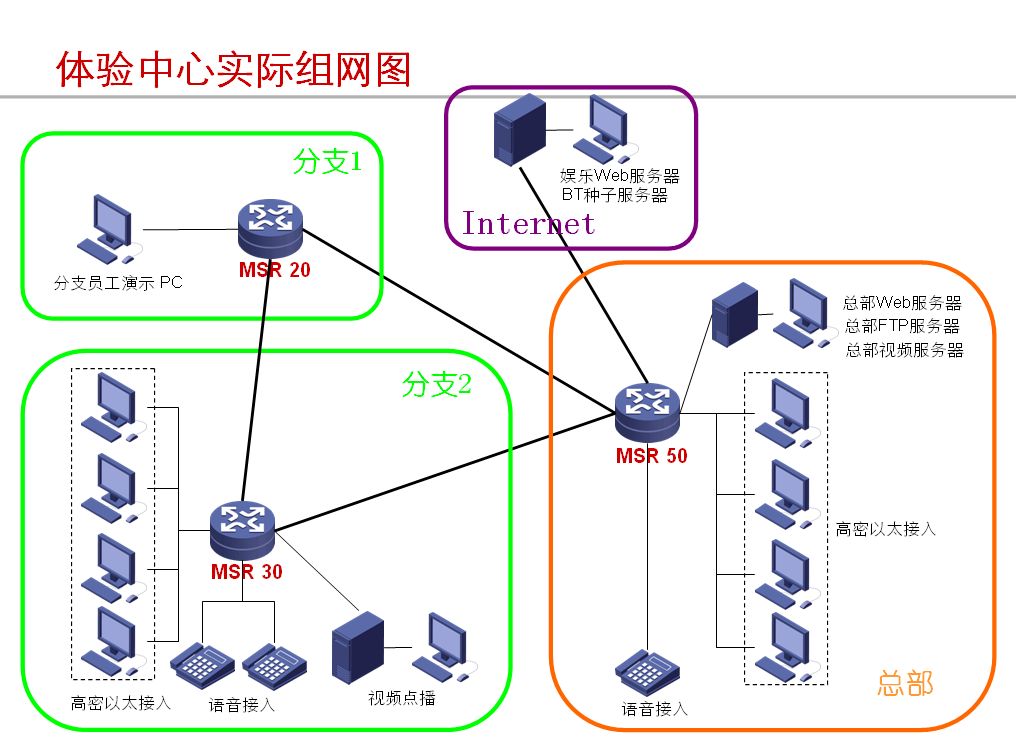 体验中心实际组网图
分支1
分支员工演示 PC
MSR 20
娱乐Web服务器
BT种子服务器
Internet
分支2
高密以太接入
MSR 30
语音接入
视频点播
总部Web服务器
总部FTP服务器
总部视频服务器
MSR 50
高密以太接入
语音接入
总部